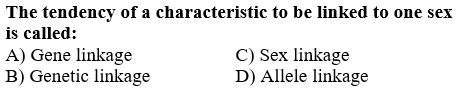 The tendency of a characteristic to be linked to one sex
is called:
A) Gene linkage C) Sex linkage
B) Genetic linkage D) Allele linkage